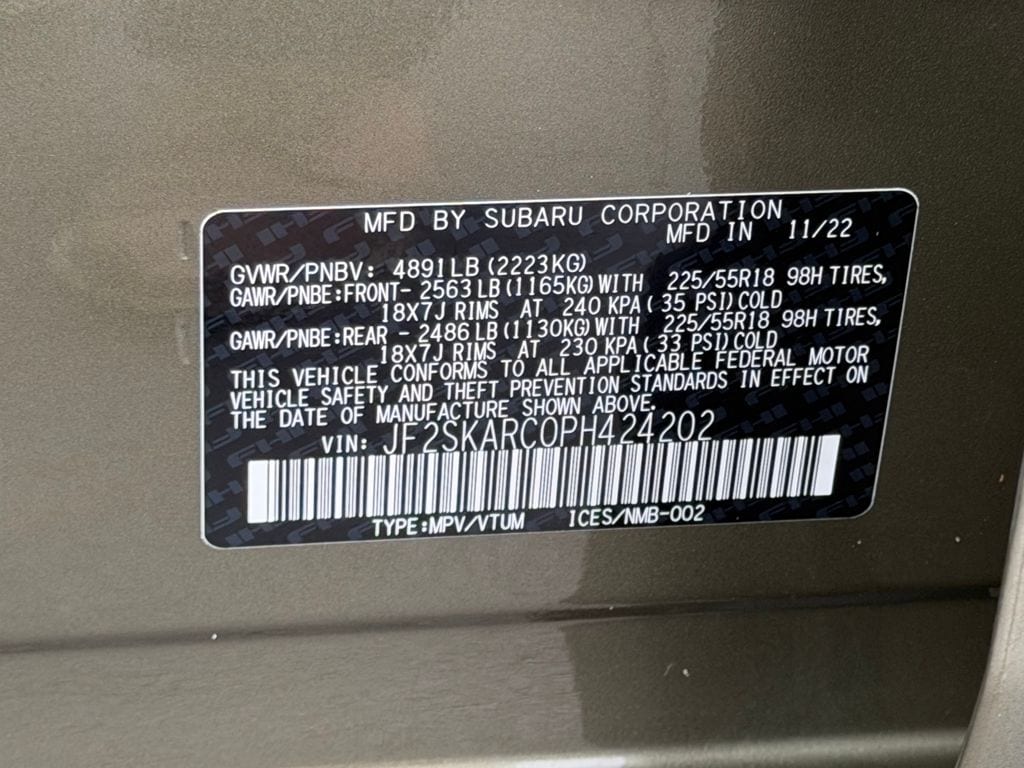 MFD BY SUBARU CORPORATION
MFD IN 11/22
GVWR/PNBV: 4891LB (2223KG)
GAWR/PNBE:FRONT- 2563LB (1165KG) WITH 225/55R18 98H TIRES,
18X7J RIMS AT 240 KPA ( 35 PSI) COLD
GAWR/PNBE:REAR - 2486LB (1130KG) WITH 225/55R18 98H TIRES,
18X7J RIMS AT 230 KPA ( 33 PSI) COLD
THIS VEHICLE CONFORMS TO ALL APPLICABLE FEDERAL MOTOR
VEHICLE SAFETY AND THEFT PREVENTION STANDARDS IN EFFECT ON
THE DATE OF MANUFACTURE SHOWN ABOVE.
VIN: JF2SKARC0PH424202
TYPE:MPV/VTUM ICES/NMB-002